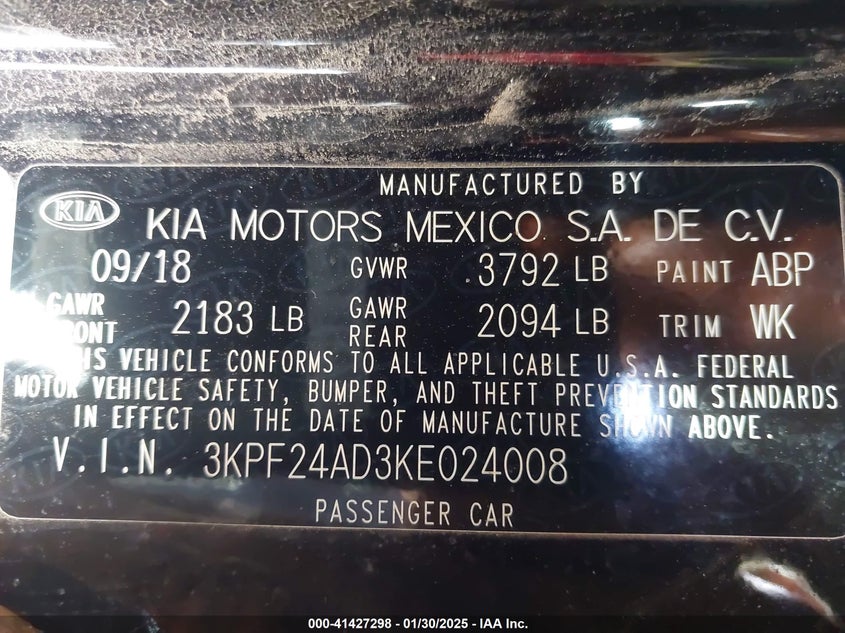 MANUFACTURED BY
KIA KIA MOTORS MEXICO S.A. DE C.V.
09/18 GVWR 3792 LB PAINT ABP
GAWR 2183 LB GAWR 2094 LB TRIM WK
REAR
VEHICLE CONFORMS TO ALL APPLICABLE U.S.A. FEDERAL
MOTOR VEHICLE SAFETY, BUMPER, AND THEFT PREVENTION STANDARDS
IN EFFECT ON THE DATE OF MANUFACTURE SHOWN ABOVE.
V.I.N. 3KPF24AD3KE024008
PASSENGER CAR
000-41427298 - 01/30/2025 - IAA Inc.